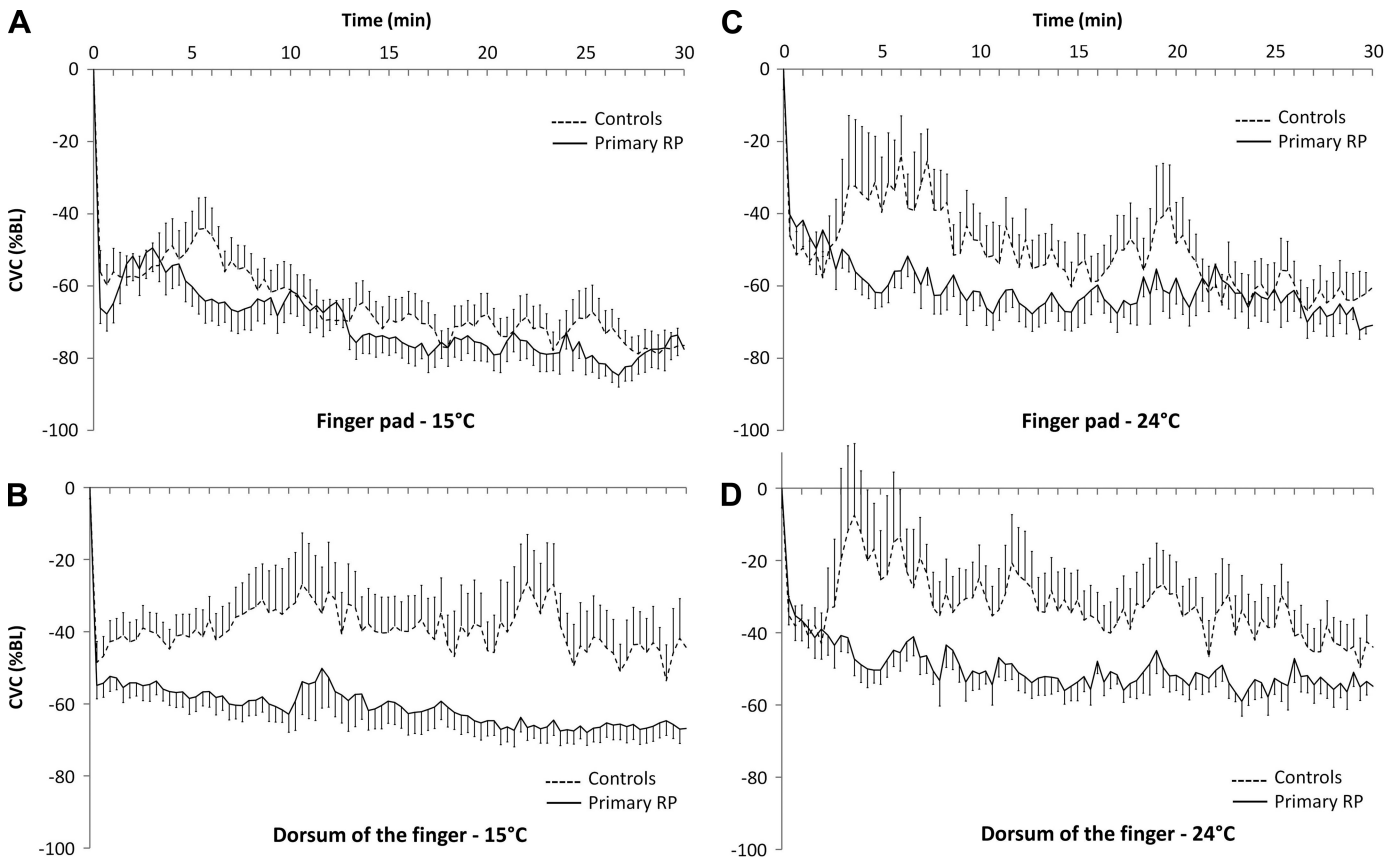 A
Time (min)
0 5 10 15 20 25 30
0
-20
-40
-60
-80
-100
CVC (%BL)
Controls
Primary RP
Finger pad - 15°C
C
Time (min)
0 5 10 15 20 25 30
0
-20
-40
-60
-80
-100
Controls
Primary RP
Finger pad - 24°C
B
0
-20
-40
-60
-80
-100
CVC (%BL)
Controls
Primary RP
Dorsum of the finger - 15°C
D
0
-20
-40
-60
-80
-100
Controls
Primary RP
Dorsum of the finger - 24°C